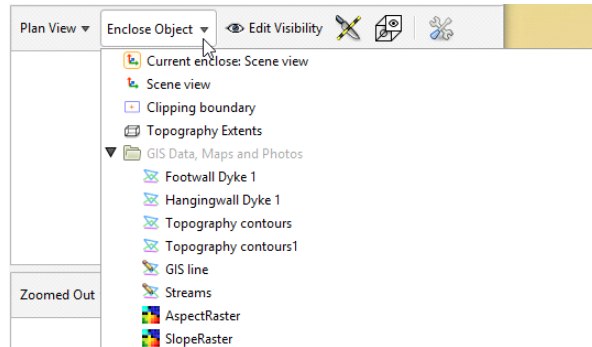 Plan View Enclose Object Edit Visibility
Current enclose: Scene view
Scene view
Clipping boundary
Topography Extents
GIS Data, Maps and Photos
Footwall Dyke 1
Hangingwall Dyke 1
Topography contours
Topography contours1
GIS line
Zoomed Out Streams
AspectRaster
SlopeRaster